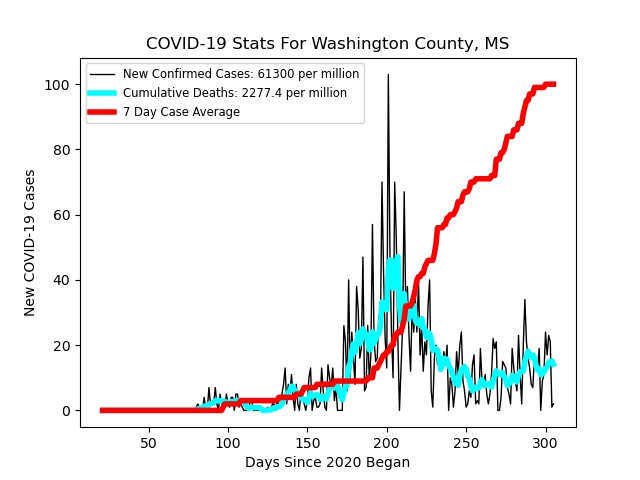 COVID-19 Stats For Washington County, MS
New Confirmed Cases: 61300 per million
Cumulative Deaths: 2277.4 per million
7 Day Case Average
New COVID-19 Cases
100
80
60
40
20
0
50 100 150 200 250 300
Days Since 2020 Began